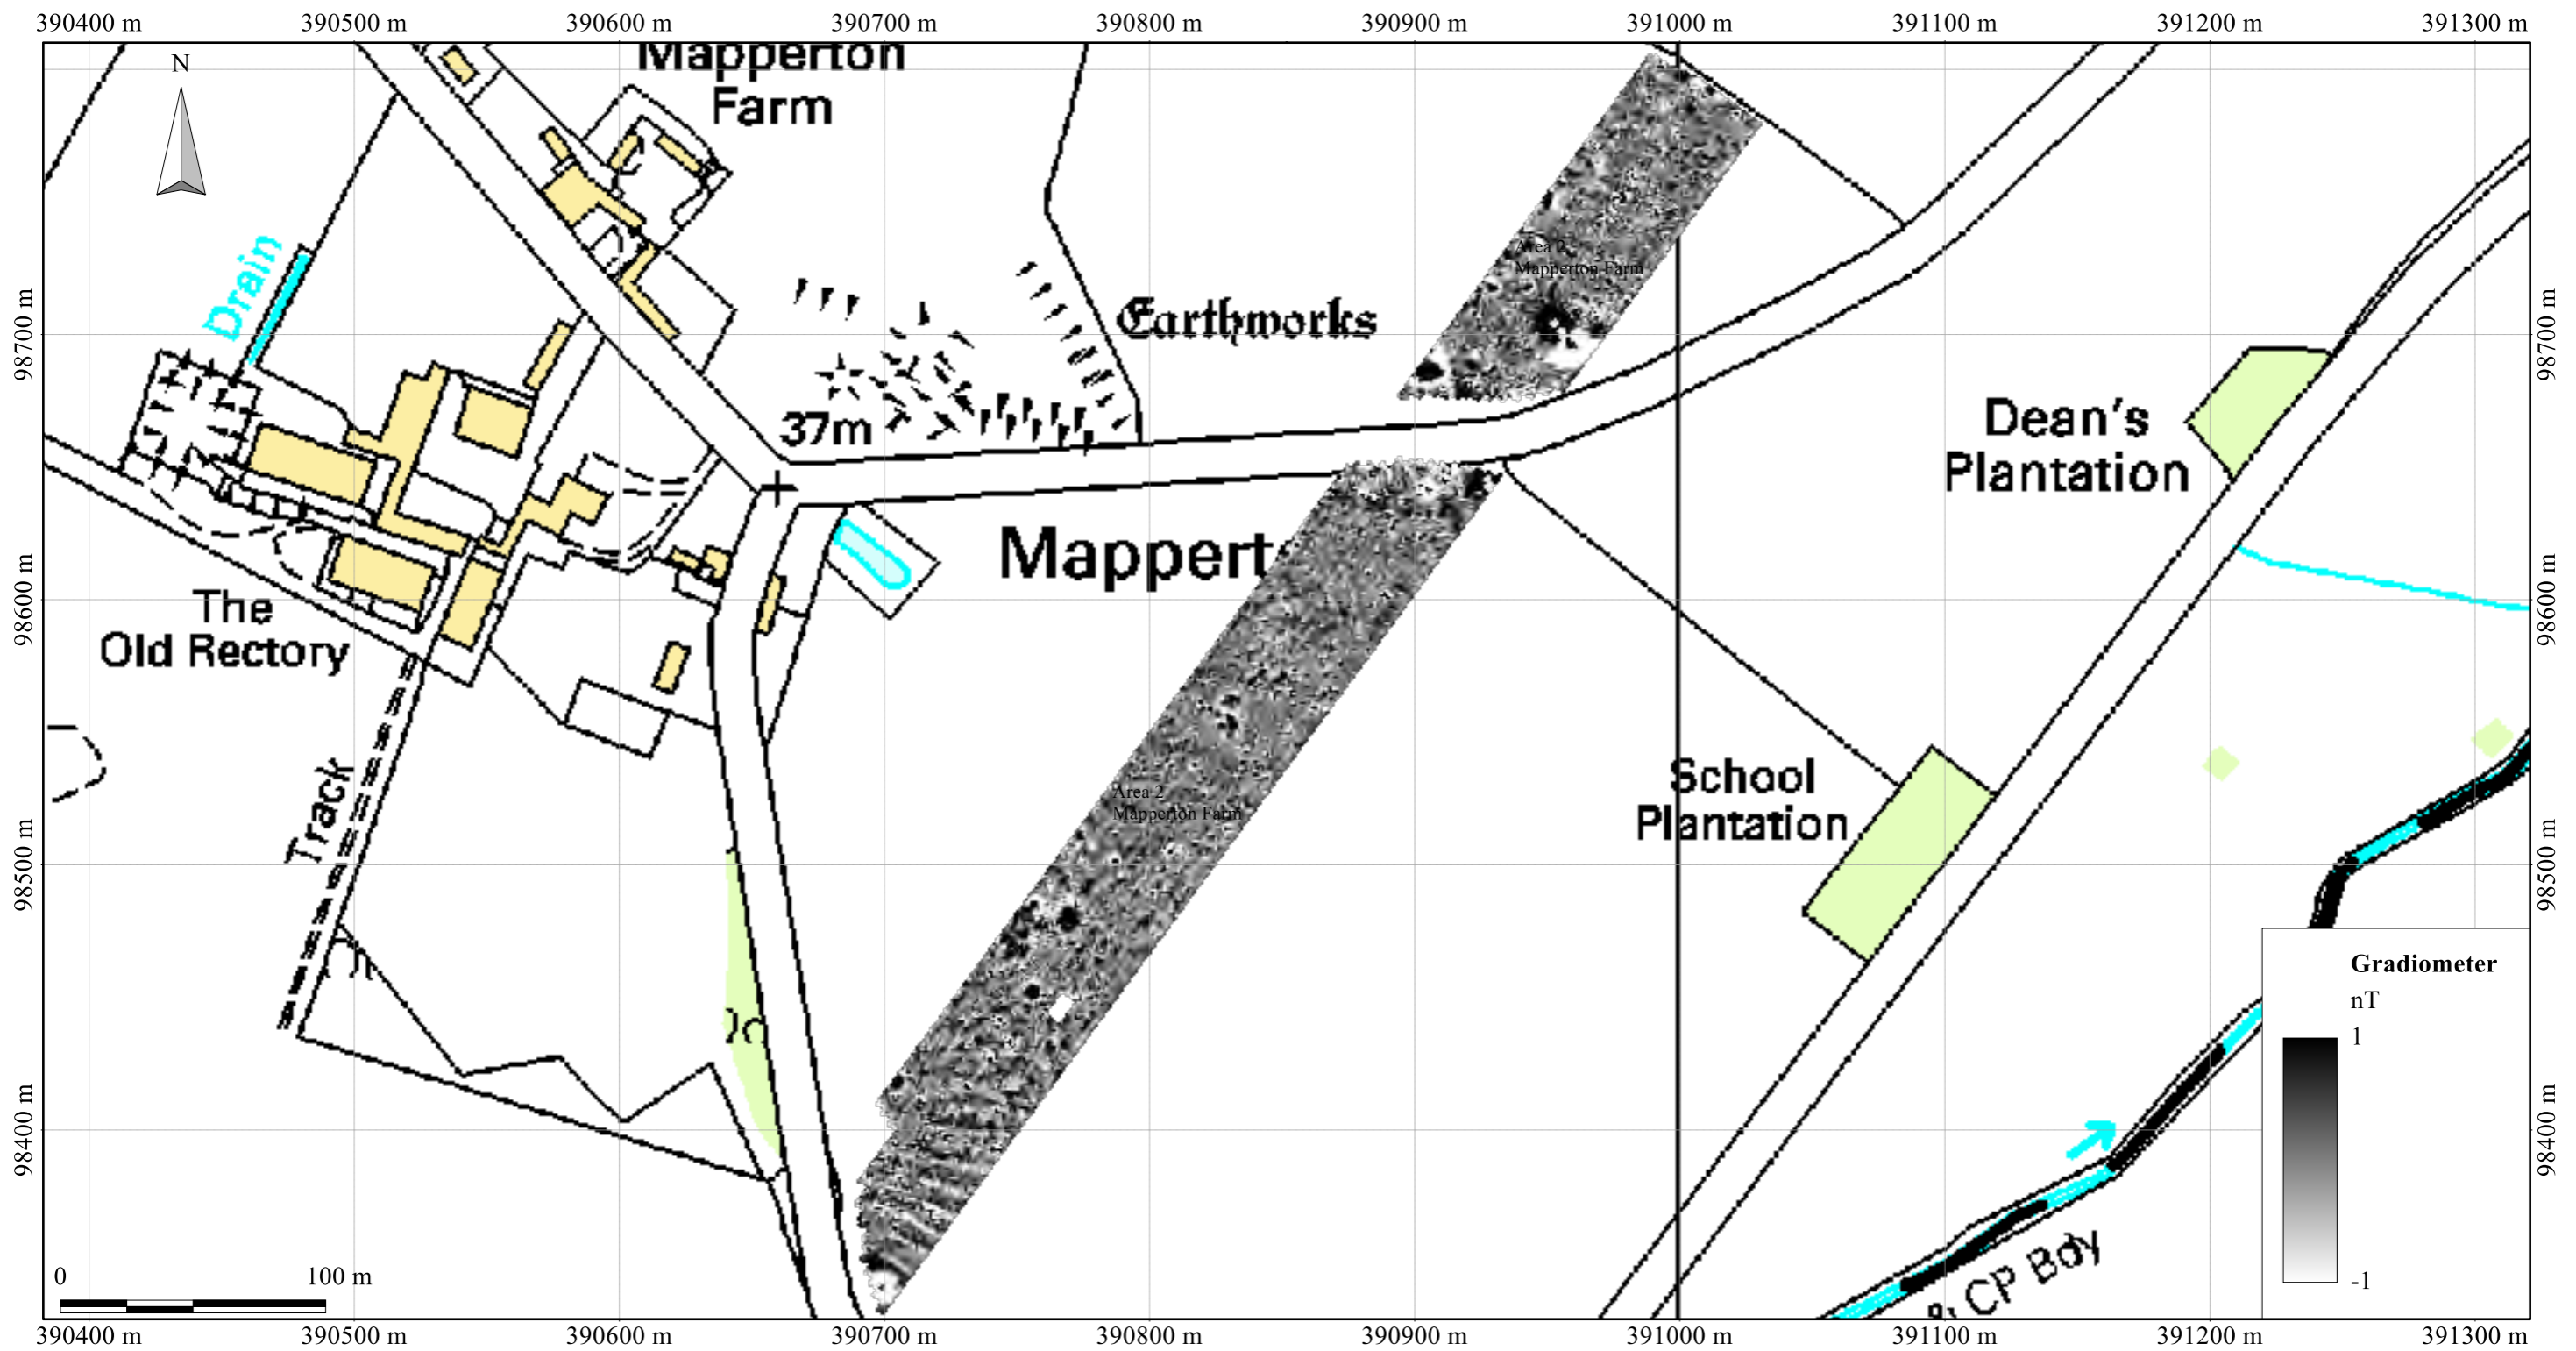 390400 m 390500 m 390600 m 390700 m 390800 m 390900 m 391000 m 391100 m 391200 m 391300 m
N
Mapperton
Farm
Drain
Area 2
Mapperton Farm
Earthworks
98700 m
98700 m
37m
Dean's
Plantation
Mappert
98600 m
98600 m
The
Old Rectory
Track
School
Plantation
Area 2
Mapperton Farm
98500 m
98500 m
Gradiometer
nT
1
-1
98400 m
98400 m
& CP Bdy
0 100 m
390400 m 390500 m 390600 m 390700 m 390800 m 390900 m 391000 m 391100 m 391200 m 391300 m